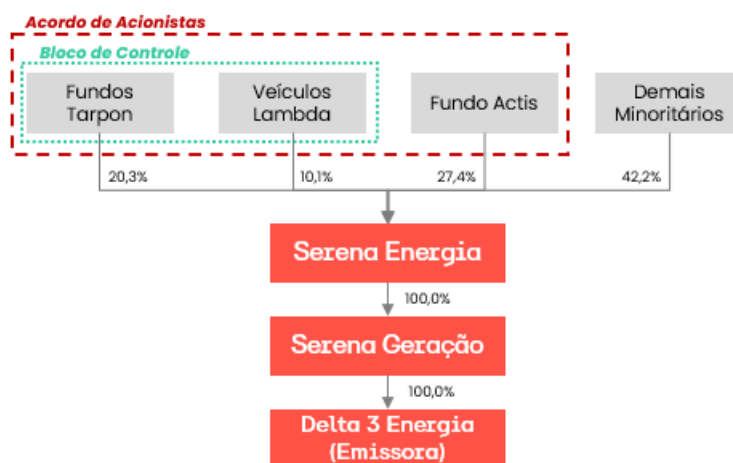 Acordo de Acionistas
Bloco de Controle
Fundos
Tarpon
Veículos
Lambda
Fundo Actis
Demais
Minoritários
20,3%
10,1%
27,4%
42,2%
Serena Energia
100,0%
Serena Geração
100,0%
Delta 3 Energia
(Emissora)